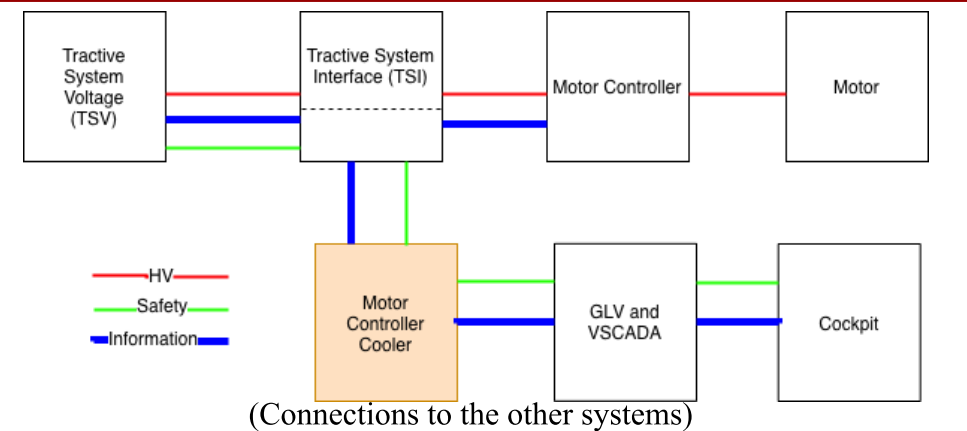 Tractive
System
Voltage
(TSV)
Tractive System
Interface (TSI)
Motor Controller
Motor
HV
Safety
Information
Motor
Controller
Cooler
GLV and
VSCADA
Cockpit
(Connections to the other systems)